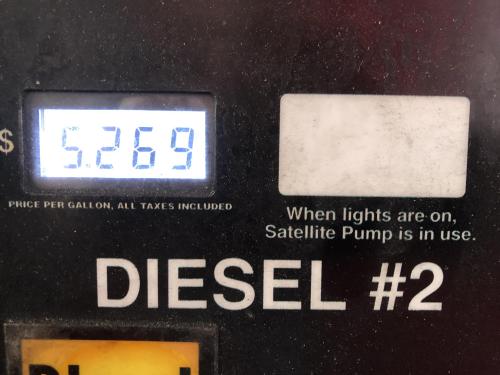 $ 5.269
PRICE PER GALLON, ALL TAXES INCLUDED
When lights are on,
Satellite Pump is in use.
DIESEL #2